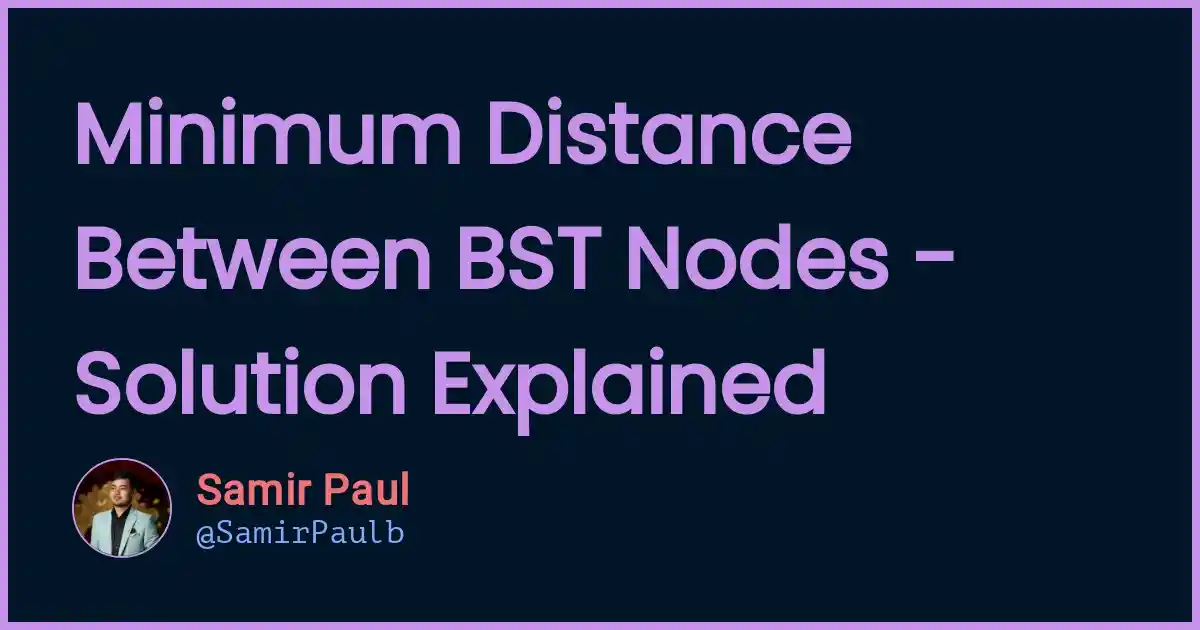 Minimum Distance
Between BST Nodes -
Solution Explained
Samir Paul
@SamirPaulb